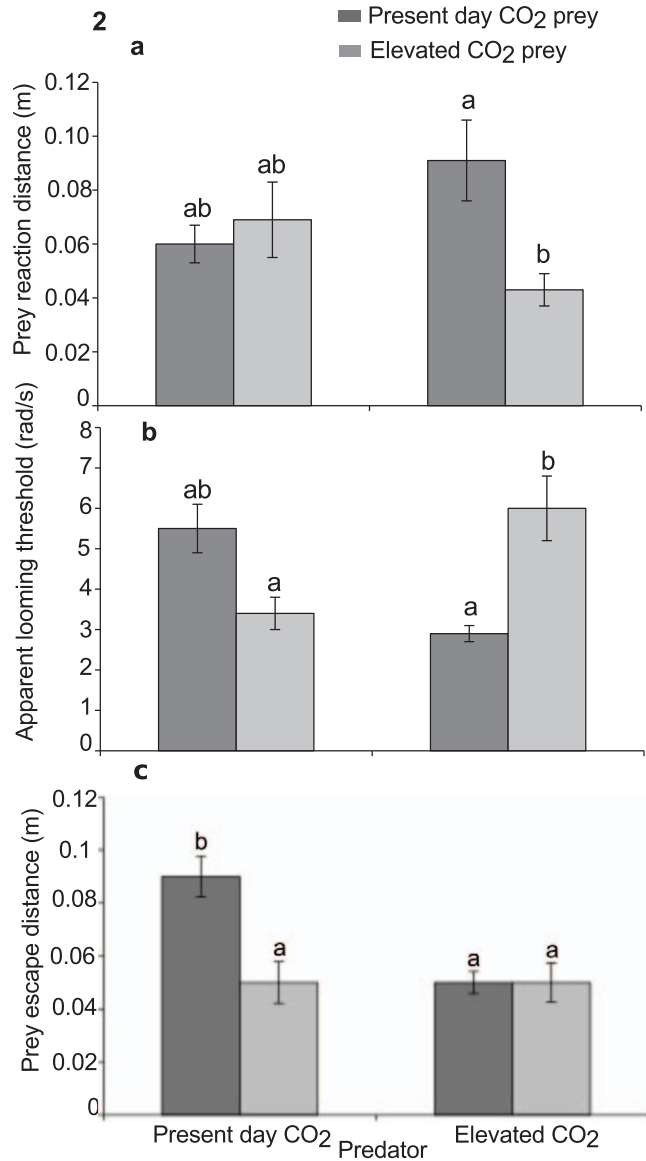 2
Present day CO2 prey
a
Elevated CO2 prey
Prey reaction distance (m)
0.12
0.10
0.08
0.06
0.04
0.02
0
ab
ab
a
b
b
Apparent looming threshold (rad/s)
8
7
6
5
4
3
2
1
0
ab
a
a
b
c
Prey escape distance (m)
0.12
0.1
0.08
0.06
0.04
0.02
0
b
a
a
a
Present day CO2
Elevated CO2
Predator